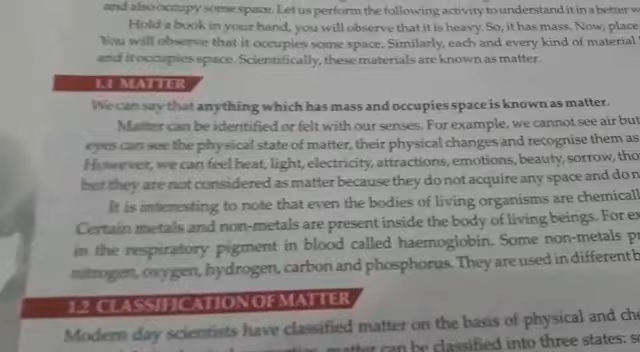 and also occupy some space. Let us perform the following activity to understand it in a better
Hold a book in your hand, you will observe that it is heavy. So, it has mass. Now, place
You will observe that it occupies some space. Similarly, each and every kind of material
and it occupies space. Scientifically, these materials are known as matter.
1.1 MATTER
We can say that anything which has mass and occupies space is known as matter.
Matter can be identified or felt with our senses. For example, we cannot see air but
eyes can see the physical state of matter, their physical changes and recognise them as
However, we can feel heat, light, electricity, attractions, emotions, beauty, sorrow,
but they are not considered as matter because they do not acquire any space and do
It is interesting to note that even the bodies of living organisms are
Certain metals and non-metals are present inside the body of living beings. For
in the respiratory pigment in blood called haemoglobin. Some non-metals
nitrogen, oxygen, hydrogen, carbon and phosphorus. They are used in different
1.2 CLASSIFICATION OF MATTER
Modern day scientists have classified matter on the basis of physical and
matter can be classified into three states: